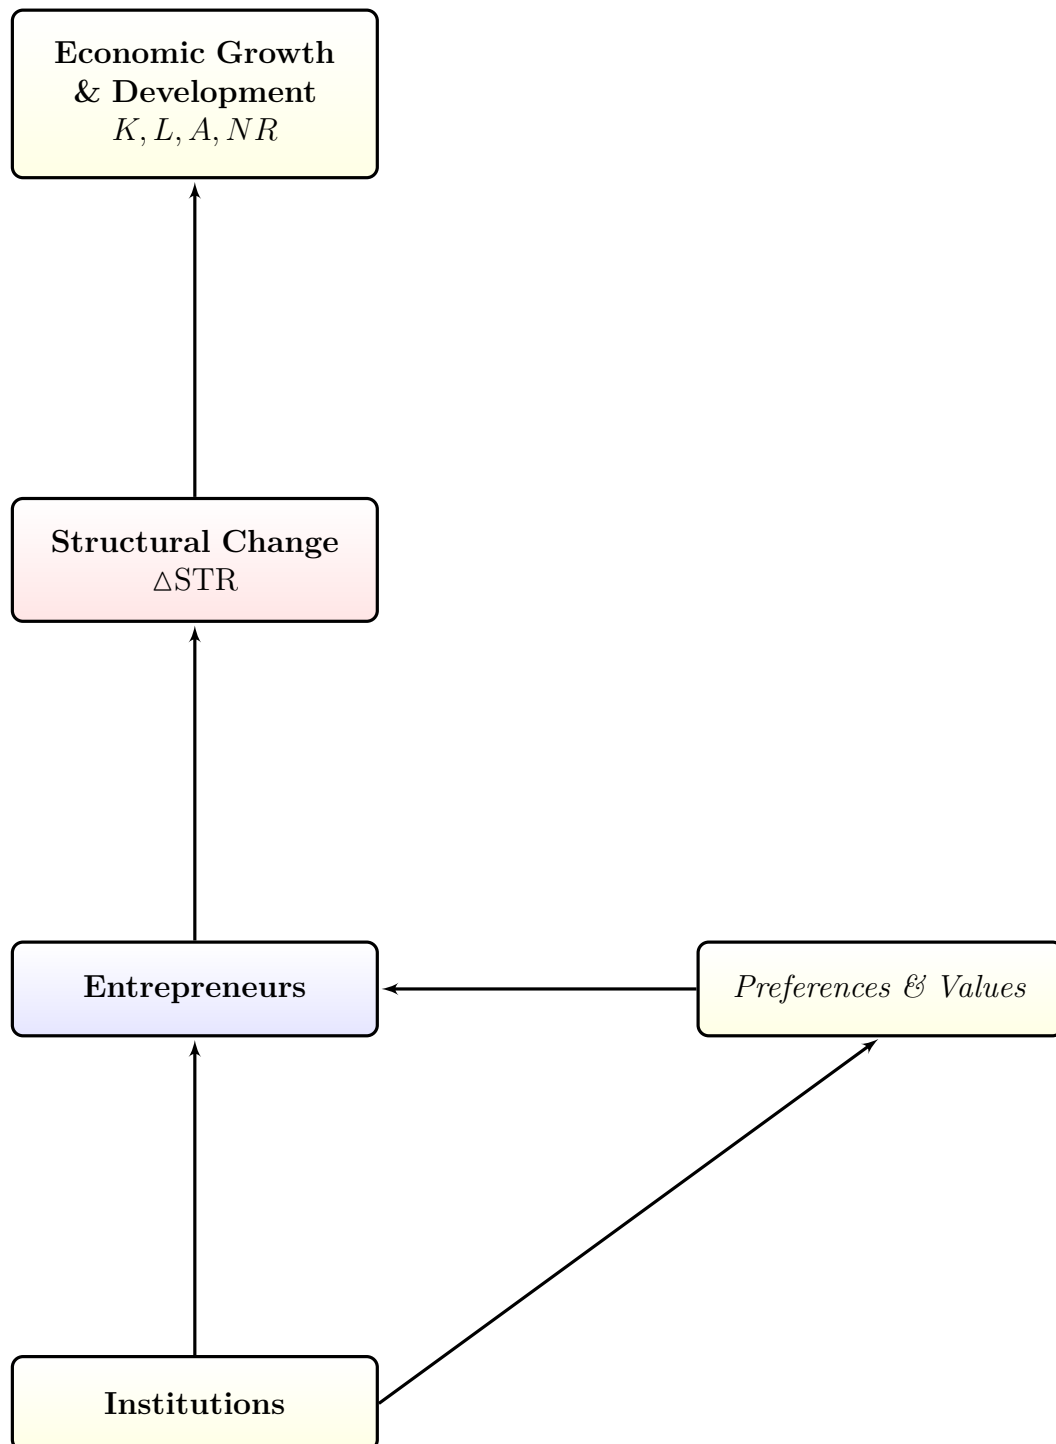 Economic Growth
& Development
K, L, A, NR
Structural Change
△STR
Entrepreneurs
Preferences & Values
Institutions